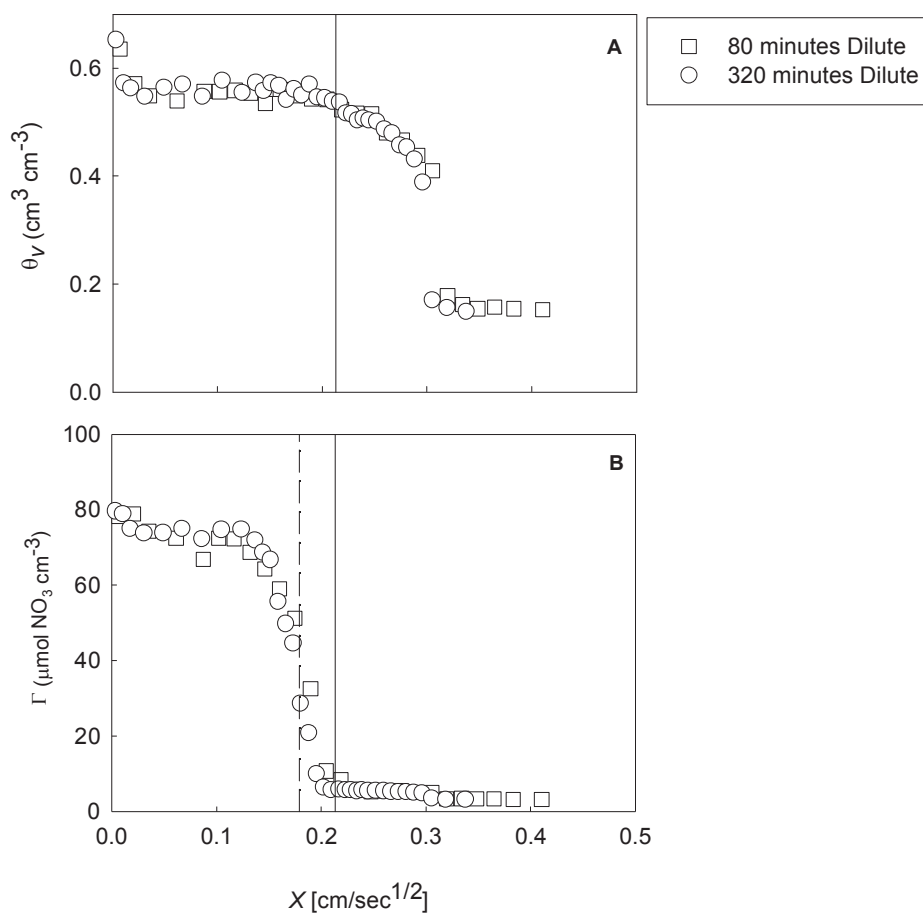 A
80 minutes Dilute
320 minutes Dilute
0.6
0.4
0.2
0.0
θV (cm³ cm⁻³)
B
100
80
60
40
20
0
Γ (μmol NO₃ cm⁻³)
0.0 0.1 0.2 0.3 0.4 0.5
X [cm/sec¹/²]